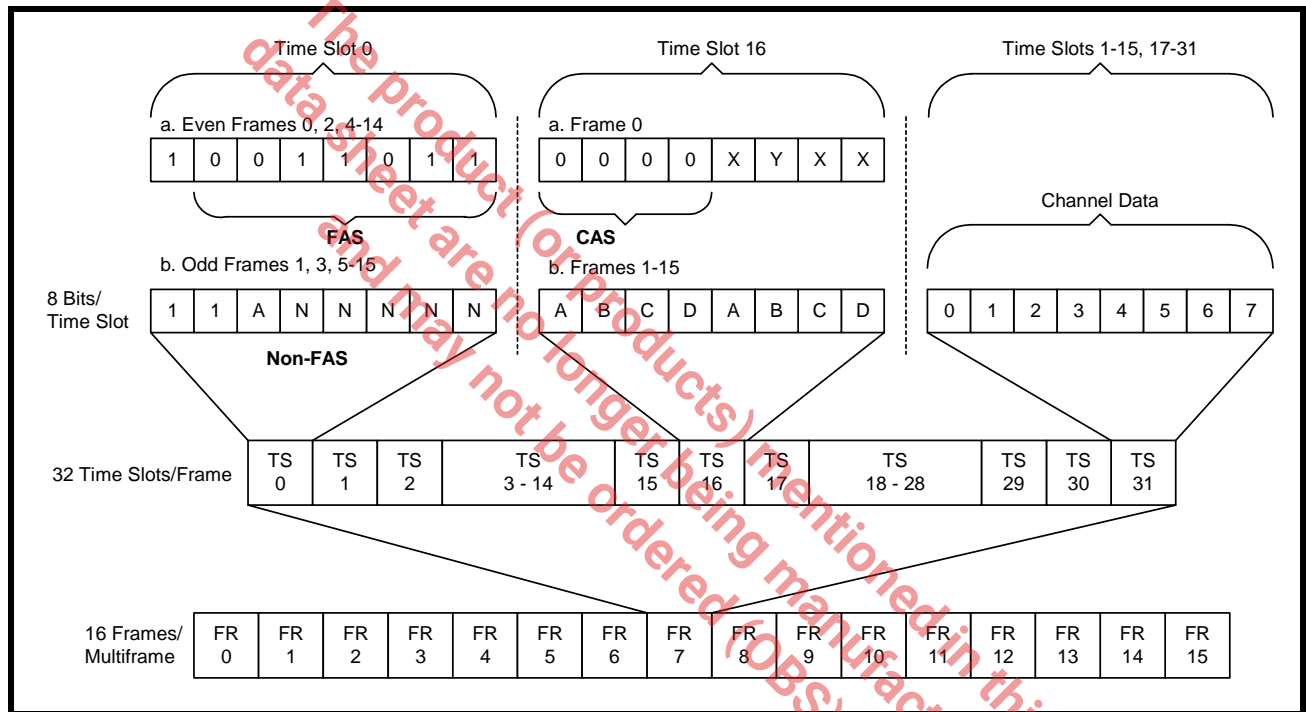 Time Slot 0
Time Slot 16
Time Slots 1-15, 17-31
a. Even Frames 0, 2, 4-14
a. Frame 0
1 0 0 1 1 0 1 1
0 0 0 0 X Y X X
Channel Data
FAS
CAS
b. Odd Frames 1, 3, 5-15
b. Frames 1-15
8 Bits/
Time Slot
1 1 A N N N N N
A B C D A B C D
0 1 2 3 4 5 6 7
Non-FAS
32 Time Slots/Frame
TS 0
TS 1
TS 2
TS 3 - 14
TS 15
TS 16
TS 17
TS 18 - 28
TS 29
TS 30
TS 31
16 Frames/
Multiframe
FR 0
FR 1
FR 2
FR 3
FR 4
FR 5
FR 6
FR 7
FR 8
FR 9
FR 10
FR 11
FR 12
FR 13
FR 14
FR 15
The product (or products) mentioned in this
data sheet are no longer being manufact
and may not be ordered (OBS)